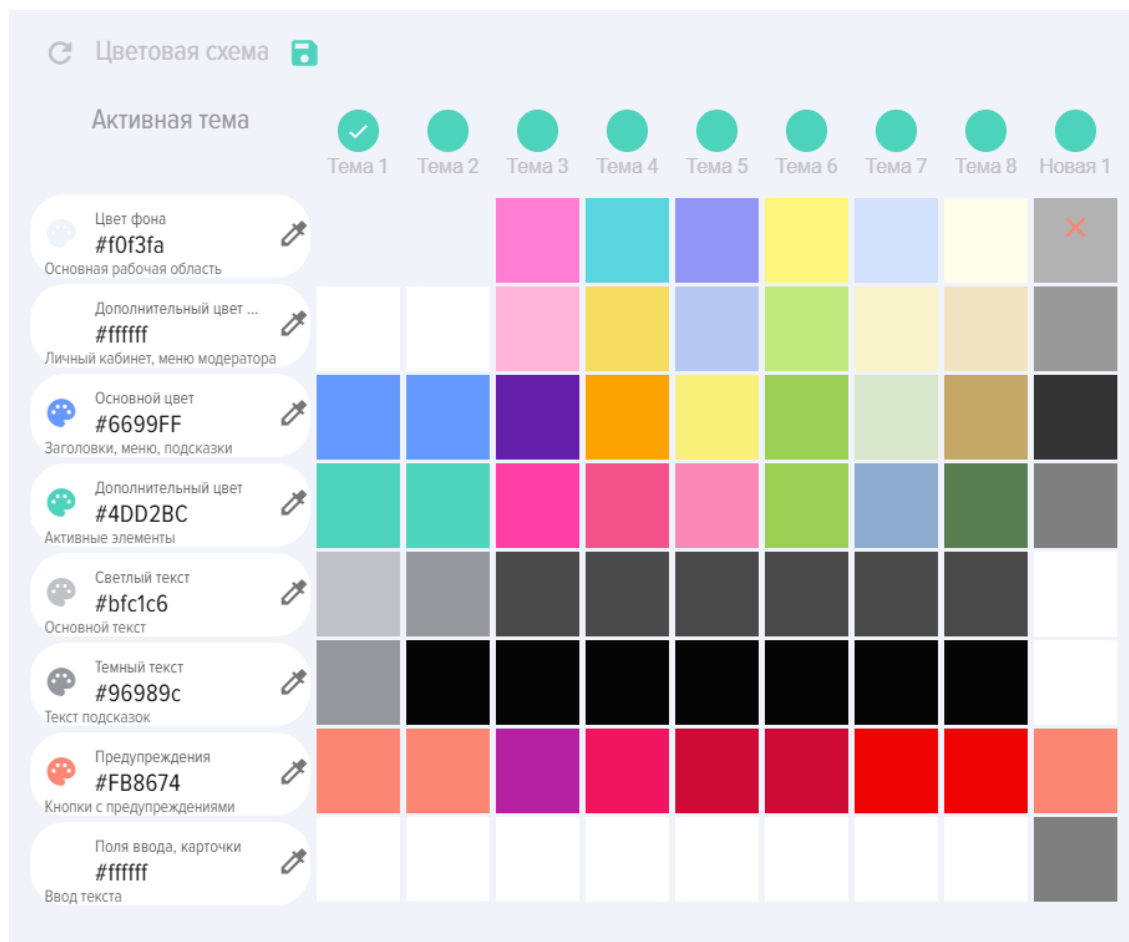 Цветовая схема
Активная тема
Тема 1 Тема 2 Тема 3 Тема 4 Тема 5 Тема 6 Тема 7 Тема 8 Новая 1
Цвет фона
#f0f3fa
Основная рабочая область
Дополнительный цвет ...
#ffffff
Личный кабинет, меню модератора
Основной цвет
#6699FF
Заголовки, меню, подсказки
Дополнительный цвет
#4DD2BC
Активные элементы
Светлый текст
#bfc1c6
Основной текст
Темный текст
#96989c
Текст подсказок
Предупреждения
#FB8674
Кнопки с предупреждениями
Поля ввода, карточки
#ffffff
Ввод текста